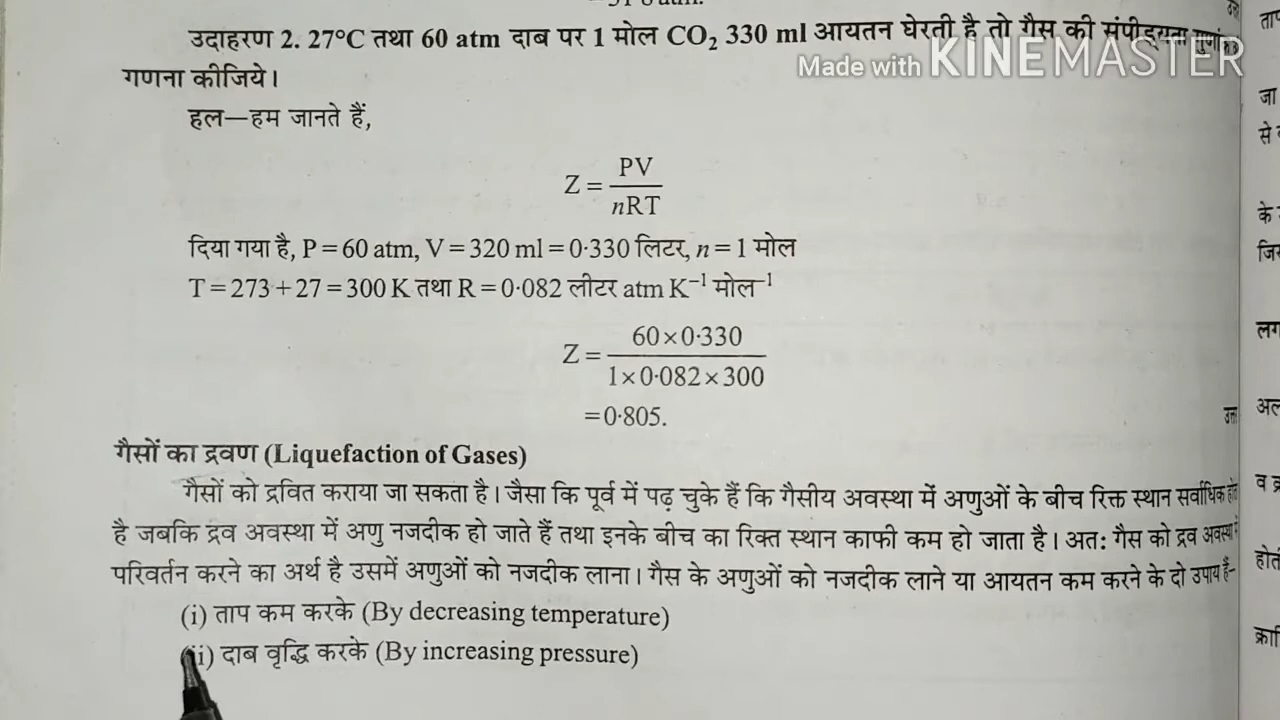 उदाहरण 2. 27°C तथा 60 atm दाब पर 1 मोल CO₂ 330 ml आयतन घेरती है तो गैस की संपीड्यता गुणांक
Made with KINEMASTER
गणना कीजिये।
हल—हम जानते हैं,
Z = PV / nRT
दिया गया है, P = 60 atm, V = 320 ml = 0·330 लिटर, n = 1 मोल
T = 273 + 27 = 300 K तथा R = 0·082 लीटर atm K⁻¹ मोल⁻¹
Z = 60×0·330 / 1×0·082×300
=0·805.
गैसों का द्रवण (Liquefaction of Gases)
गैसों को द्रवित कराया जा सकता है। जैसा कि पूर्व में पढ़ चुके हैं कि गैसीय अवस्था में अणुओं के बीच रिक्त स्थान सर्वाधिक
है जबकि द्रव अवस्था में अणु नजदीक हो जाते हैं तथा इनके बीच का रिक्त स्थान काफी कम हो जाता है। अत: गैस को द्रव अवस्था
परिवर्तन करने का अर्थ है उसमें अणुओं को नजदीक लाना। गैस के अणुओं को नजदीक लाने या आयतन कम करने के दो उपाय हैं–
(i) ताप कम करके (By decreasing temperature)
(ii) दाब वृद्धि करके (By increasing pressure)
जा
से
के
लग